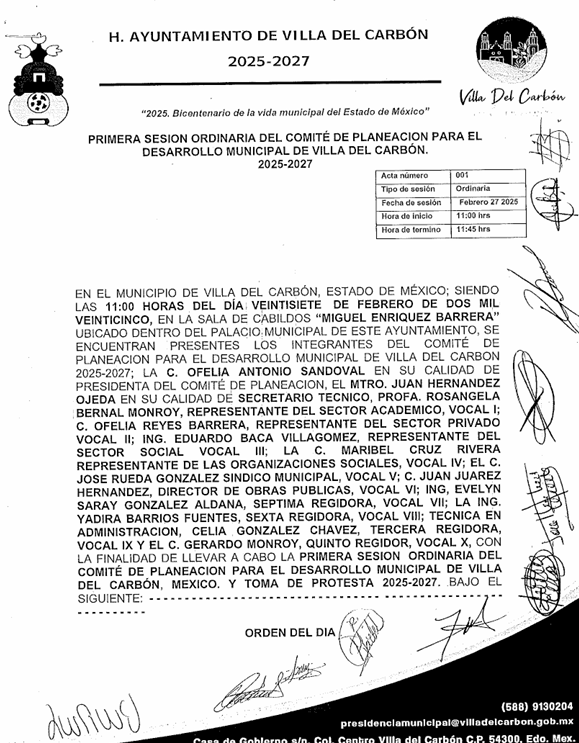 H. AYUNTAMIENTO DE VILLA DEL CARBÓN
2025-2027
Villa Del Carbón
“2025. Bicentenario de la vida municipal del Estado de México”
PRIMERA SESION ORDINARIA DEL COMITÉ DE PLANEACION PARA EL
DESARROLLO MUNICIPAL DE VILLA DEL CARBÓN.
2025-2027
Acta número 001
Tipo de sesión Ordinaria
Fecha de sesión Febrero 27 2025
Hora de inicio 11:00 hrs
Hora de termino 11:45 hrs
EN EL MUNICIPIO DE VILLA DEL CARBÓN, ESTADO DE MÉXICO; SIENDO
LAS 11:00 HORAS DEL DÍA VEINTISIETE DE FEBRERO DE DOS MIL
VEINTICINCO, EN LA SALA DE CABILDOS “MIGUEL ENRIQUEZ BARRERA”
UBICADO DENTRO DEL PALACIO MUNICIPAL DE ESTE AYUNTAMIENTO, SE
ENCUENTRAN PRESENTES LOS INTEGRANTES DEL COMITÉ DE
PLANEACION PARA EL DESARROLLO MUNICIPAL DE VILLA DEL CARBON
2025-2027; LA C. OFELIA ANTONIO SANDOVAL EN SU CALIDAD DE
PRESIDENTA DEL COMITÉ DE PLANEACION, EL MTRO. JUAN HERNANDEZ
OJEDA EN SU CALIDAD DE SECRETARIO TECNICO, PROFA. ROSANGELA
BERNAL MONROY, REPRESENTANTE DEL SECTOR ACADEMICO, VOCAL I;
C. OFELIA REYES BARRERA, REPRESENTANTE DEL SECTOR PRIVADO
VOCAL II; ING. EDUARDO BACA VILLAGOMEZ, REPRESENTANTE DEL
SECTOR SOCIAL VOCAL III; LA C. MARIBEL CRUZ RIVERA
REPRESENTANTE DE LAS ORGANIZACIONES SOCIALES, VOCAL IV; EL C.
JOSE RUEDA GONZALEZ SINDICO MUNICIPAL, VOCAL V; C. JUAN JUAREZ
HERNANDEZ, DIRECTOR DE OBRAS PUBLICAS, VOCAL VI; ING, EVELYN
SARAY GONZALEZ ALDANA, SEPTIMA REGIDORA, VOCAL VII; LA ING.
YADIRA BARRIOS FUENTES, SEXTA REGIDORA, VOCAL VIII; TECNICA EN
ADMINISTRACION, CELIA GONZALEZ CHAVEZ, TERCERA REGIDORA,
VOCAL IX Y EL C. GERARDO MONROY, QUINTO REGIDOR, VOCAL X, CON
LA FINALIDAD DE LLEVAR A CABO LA PRIMERA SESION ORDINARIA DEL
COMITÉ DE PLANEACION PARA EL DESARROLLO MUNICIPAL DE VILLA
DEL CARBÓN, MEXICO. Y TOMA DE PROTESTA 2025-2027. BAJO EL
SIGUIENTE: - - - - - - - - - - - - - - - - - - - - - - - - - - - - - - - - - - - - - - - - - -
- - - - - - - - -
ORDEN DEL DIA
(588) 9130204
presidenciamunicipal@villadelcarbon.gob.mx
Casa de Gobierno s/n. Col. Centro Villa del Carbón C.P. 54300, Edo. Mex.